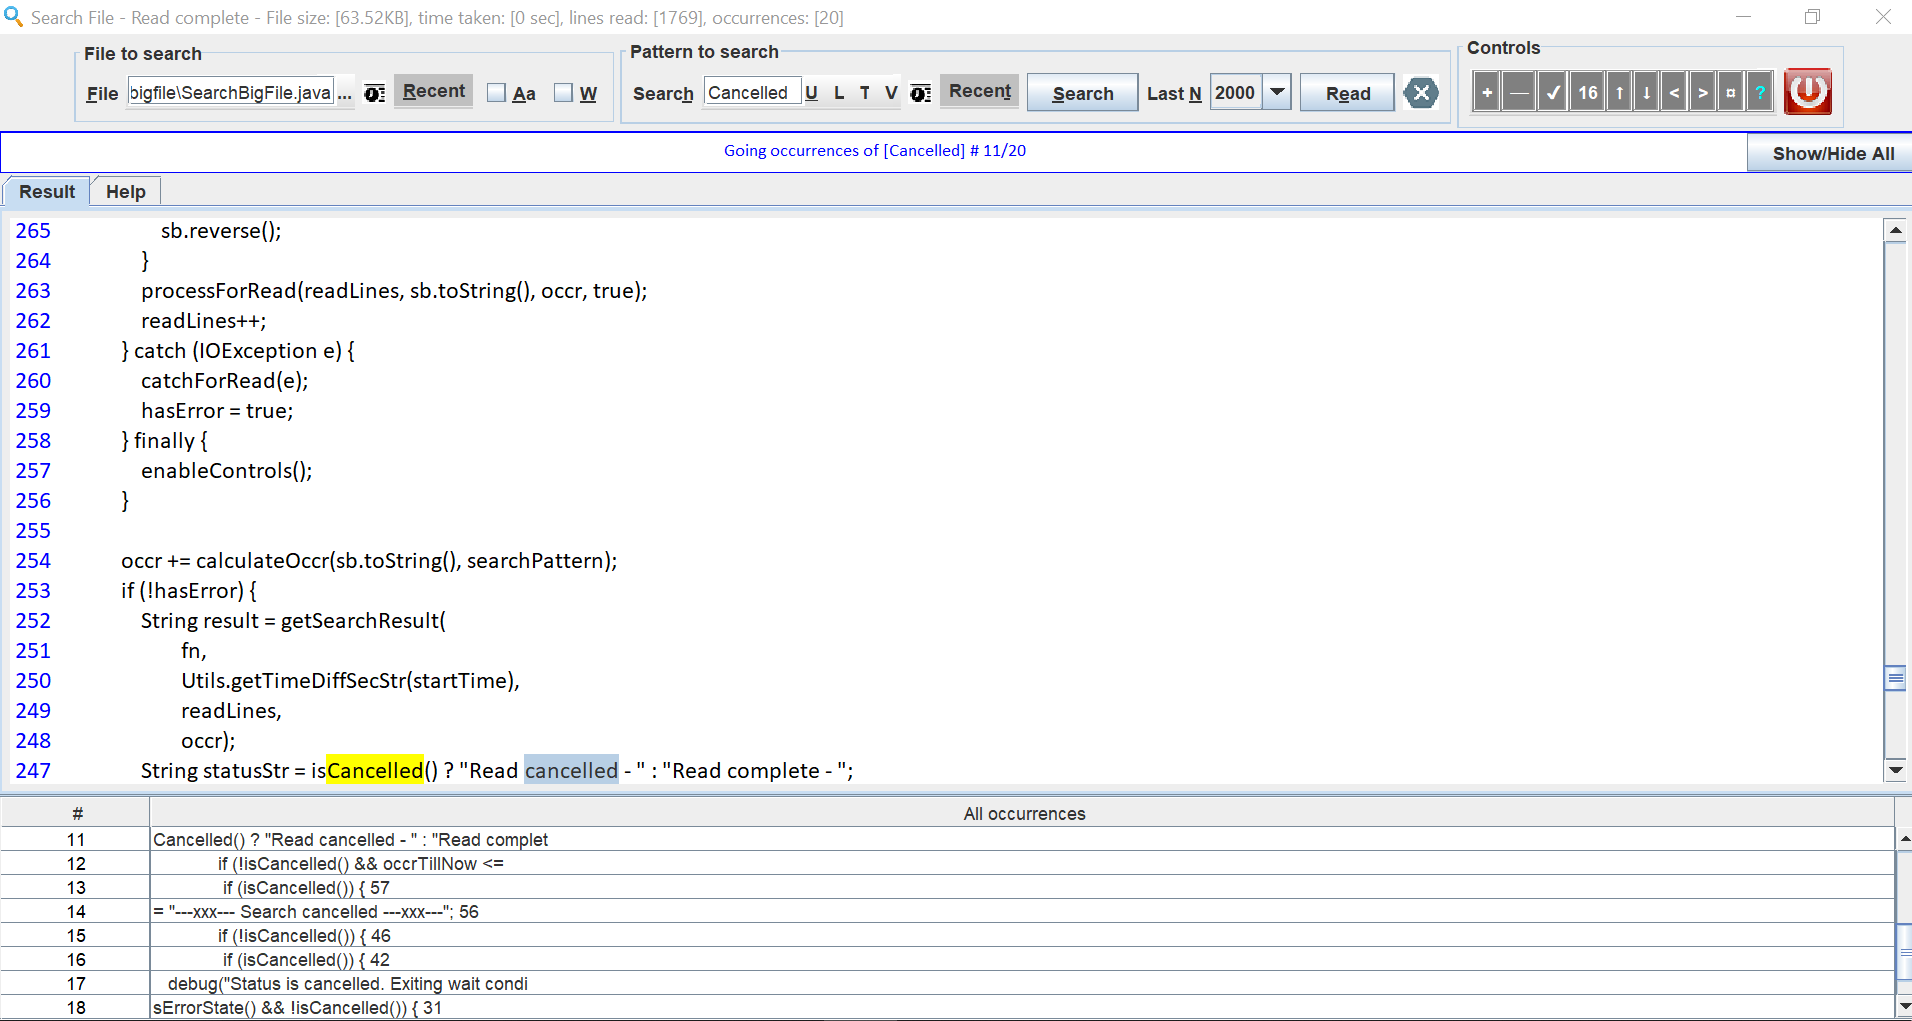 Search File - Read complete - File size: [63.52KB], time taken: [0 sec], lines read: [1769], occurrences: [20]
File to search
File bigfile\SearchBigFile.java ... Recent Aa W
Pattern to search
Search Cancelled U L T V Recent Search Last N 2000 Read
Controls
+ — ✓ 16 ↑ ↓ < > ¤ ?
Going occurrences of [Cancelled] # 11/20
Show/Hide All
Result Help
265 sb.reverse();
264 }
263 processForRead(readLines, sb.toString(), occr, true);
262 readLines++;
261 } catch (IOException e) {
260 catchForRead(e);
259 hasError = true;
258 } finally {
257 enableControls();
256 }
255
254 occr += calculateOccr(sb.toString(), searchPattern);
253 if (!hasError) {
252 String result = getSearchResult(
251 fn,
250 Utils.getTimeDiffSecStr(startTime),
249 readLines,
248 occr);
247 String statusStr = isCancelled() ? "Read cancelled - " : "Read complete - ";
# All occurrences
11 Cancelled() ? "Read cancelled - " : "Read complet
12 if (!isCancelled() && occrTillNow <=
13 if (isCancelled()) { 57
14 = "---xxx--- Search cancelled ---xxx---"; 56
15 if (!isCancelled()) { 46
16 if (isCancelled()) { 42
17 debug("Status is cancelled. Exiting wait condi
18 sErrorState() && !isCancelled()) { 31